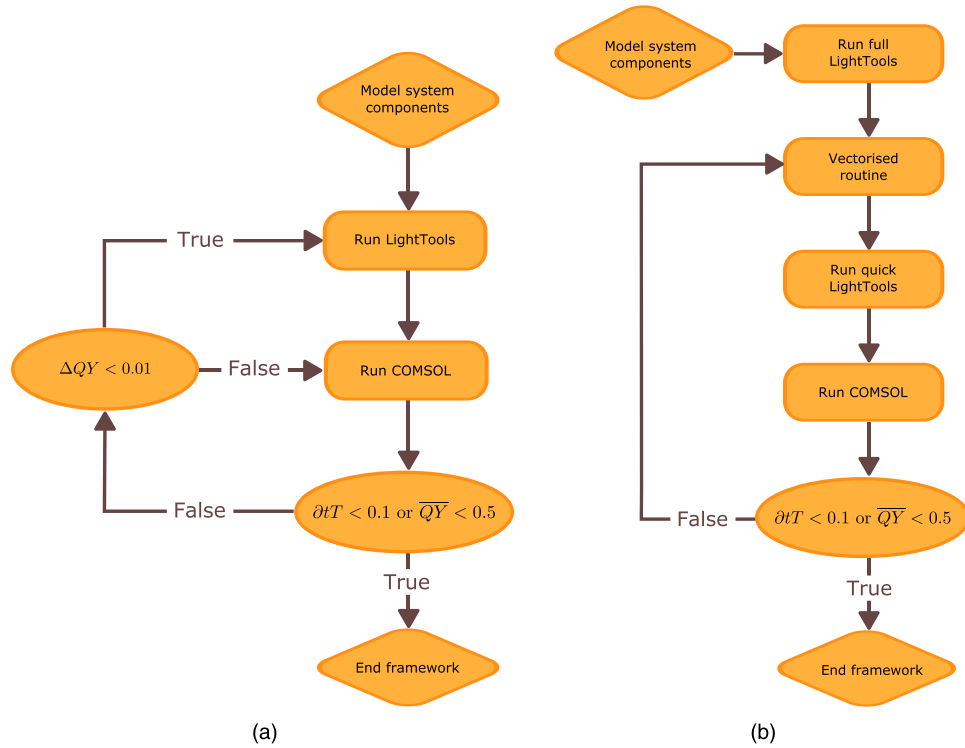 Model system
components
Run LightTools
True
ΔQY < 0.01
False
Run COMSOL
False
∂tT < 0.1 or \overline{QY} < 0.5
True
End framework
(a)
Model system
components
Run full
LightTools
Vectorised
routine
Run quick
LightTools
Run COMSOL
False
∂tT < 0.1 or \overline{QY} < 0.5
True
End framework
(b)